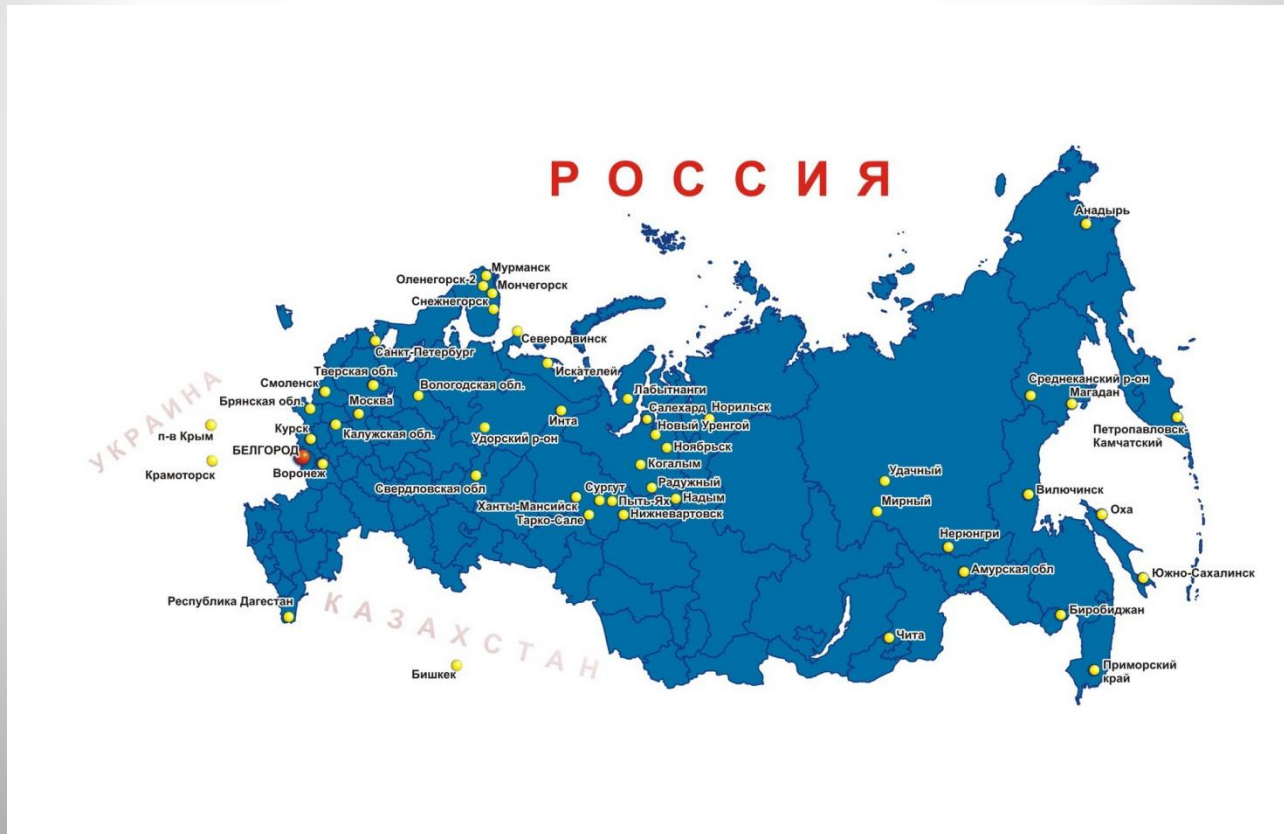 РОССИЯ
Анадырь
Мурманск
Оленегорск-2
Мончегорск
Снежнегорск
Северодвинск
Санкт-Петербург
Искателей
Тверская обл.
УКРАИНА
Смоленск
Вологодская обл.
Лабытнанги
Среднеканский р-он
Магадан
Брянская обл.
Москва
Салехард
Норильск
Инта
Новый Уренгой
п-в Крым
Курск
Калужская обл.
Удорский р-он
Петропавловск-
Камчатский
БЕЛГОРОД
Ноябрьск
Крамоторск
Воронеж
Когалым
Удачный
Свердловская обл
Сургут
Радужный
Вилючинск
Ханты-Мансийск
Пыть-Ях
Надым
Мирный
Оха
Тарко-Сале
Нижневартовск
Нерюнгри
Амурская обл
Южно-Сахалинск
Республика Дагестан
КАЗАХСТАН
Биробиджан
Чита
Бишкек
Приморский
край